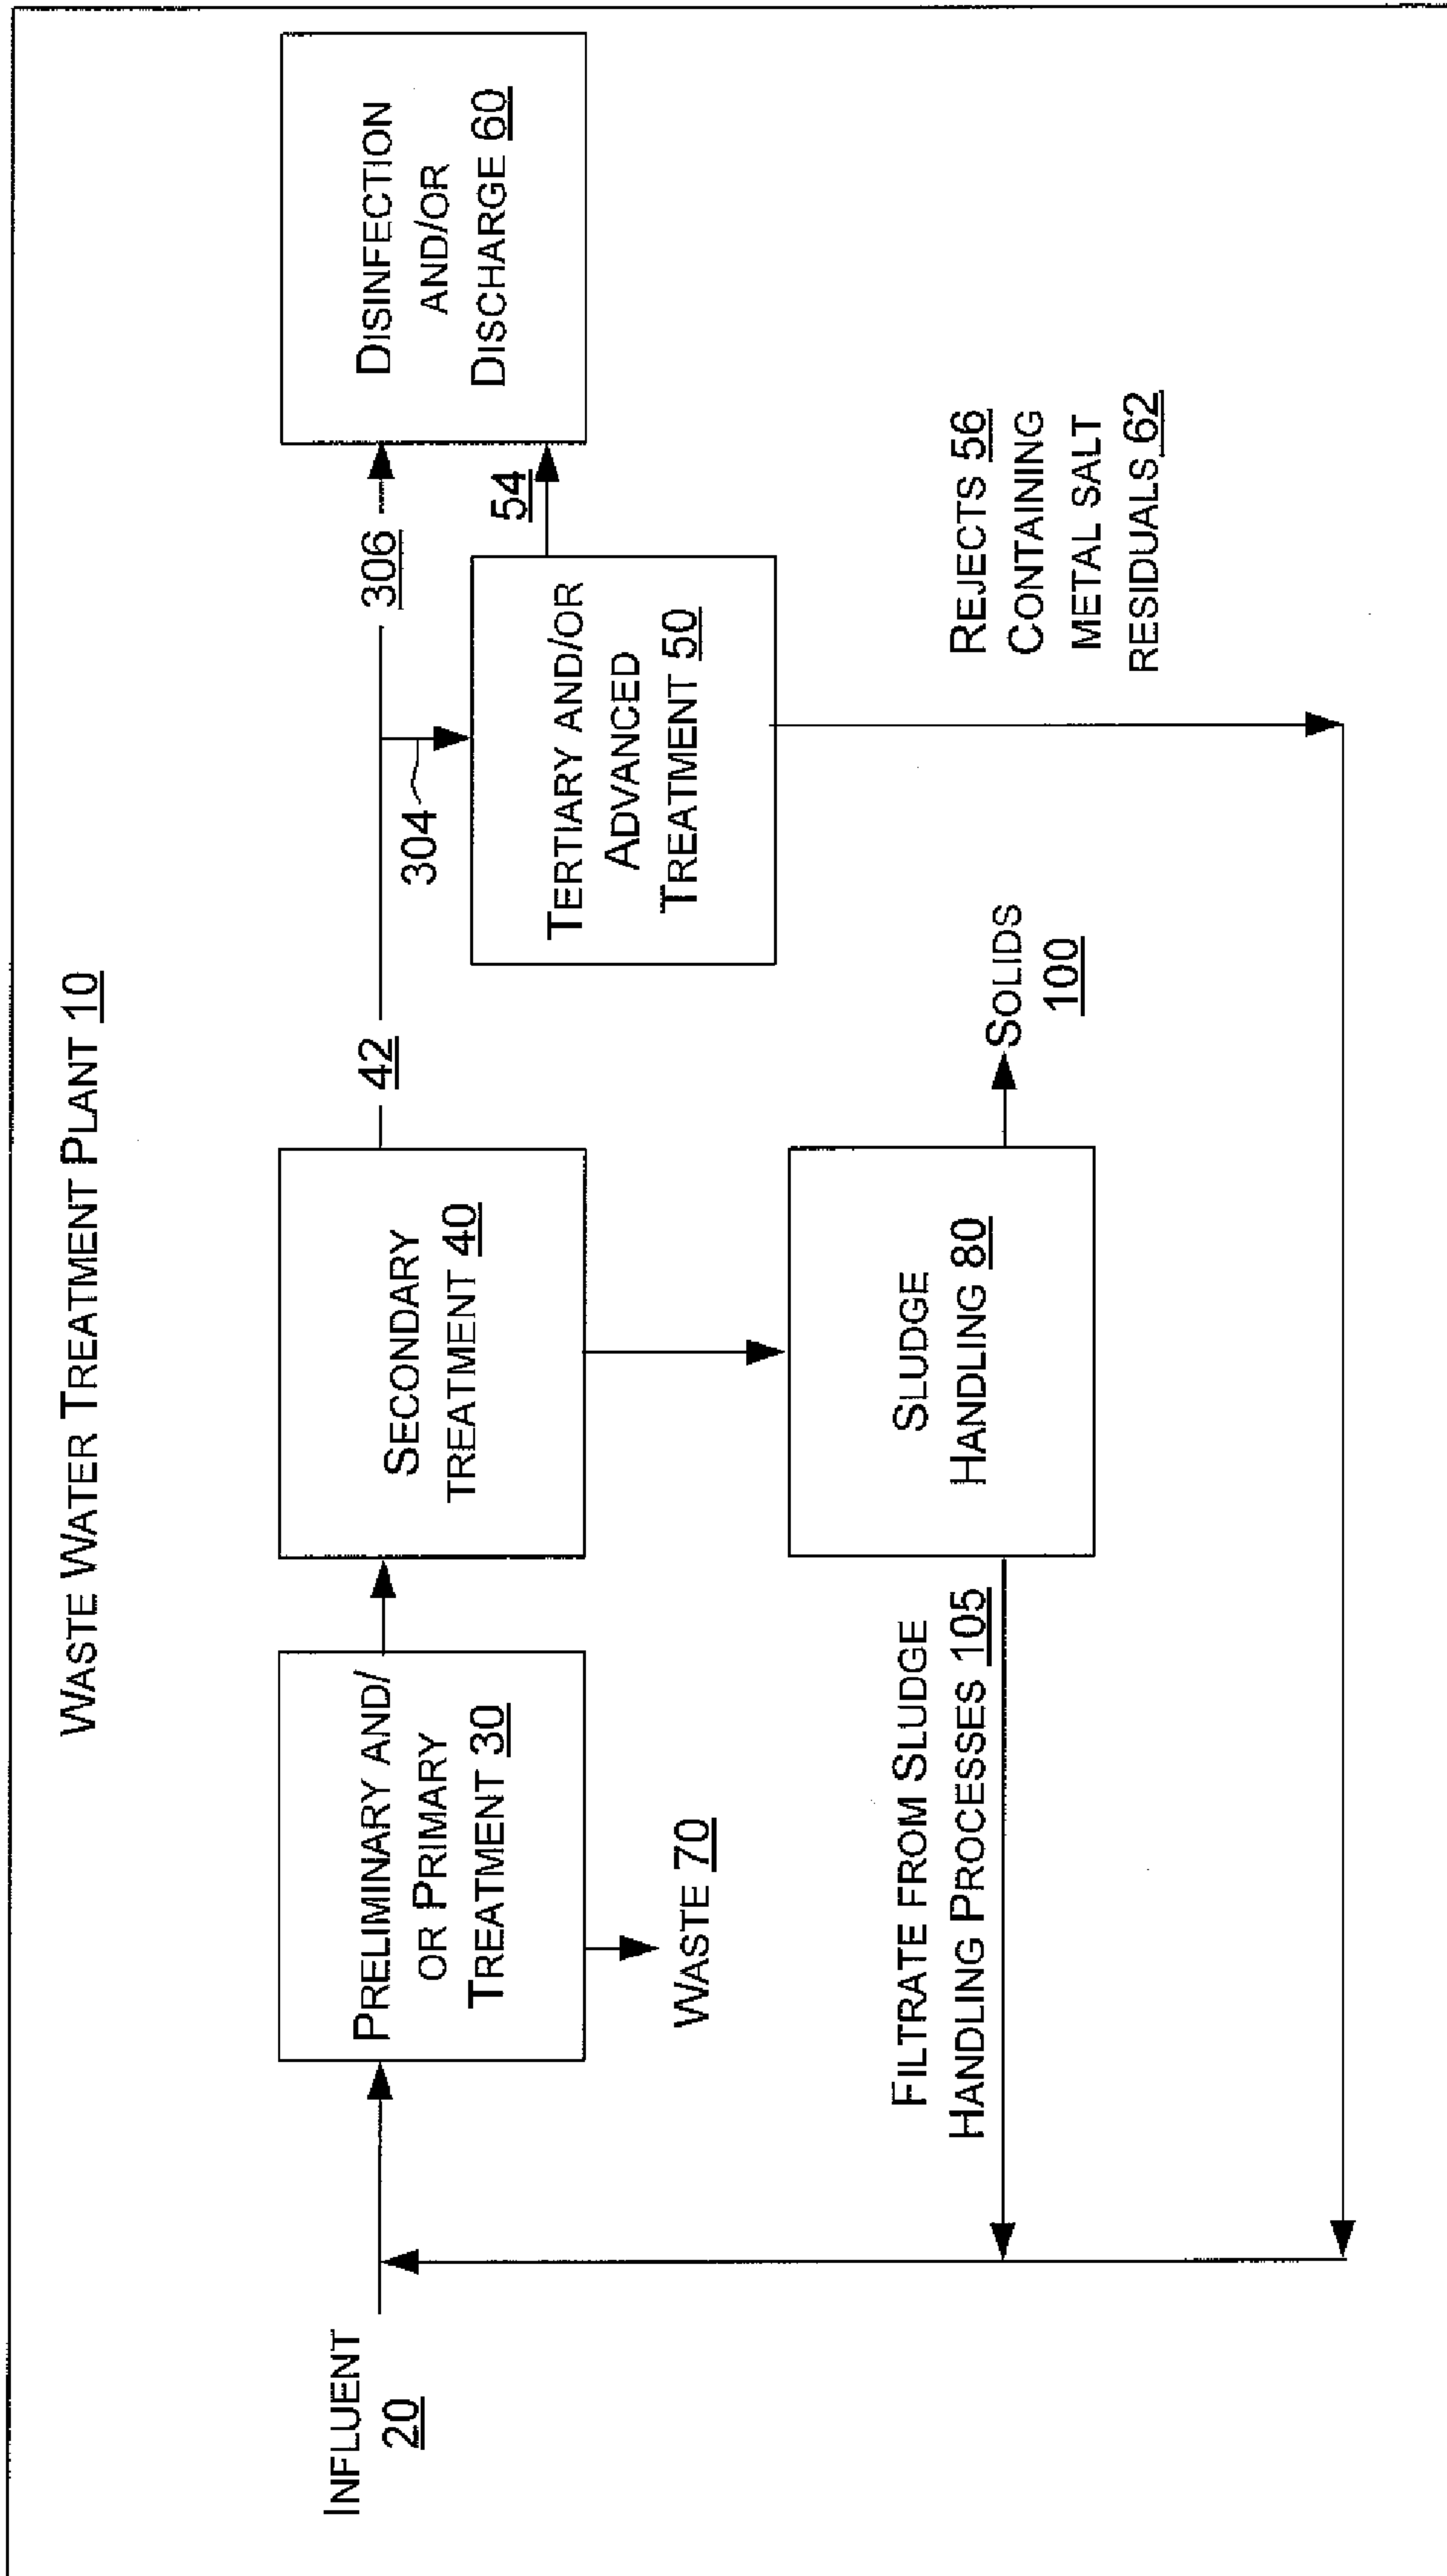 WASTE WATER TREATMENT PLANT 10
INFLUENT
20
PRELIMINARY AND/
OR PRIMARY
TREATMENT 30
WASTE 70
SECONDARY
TREATMENT 40
42
304
306
TERTIARY AND/OR
ADVANCED
TREATMENT 50
54
DISINFECTION
AND/OR
DISCHARGE 60
SLUDGE
HANDLING 80
SOLIDS
100
FILTRATE FROM SLUDGE
HANDLING PROCESSES 105
REJECTS 56
CONTAINING
METAL SALT
RESIDUALS 62